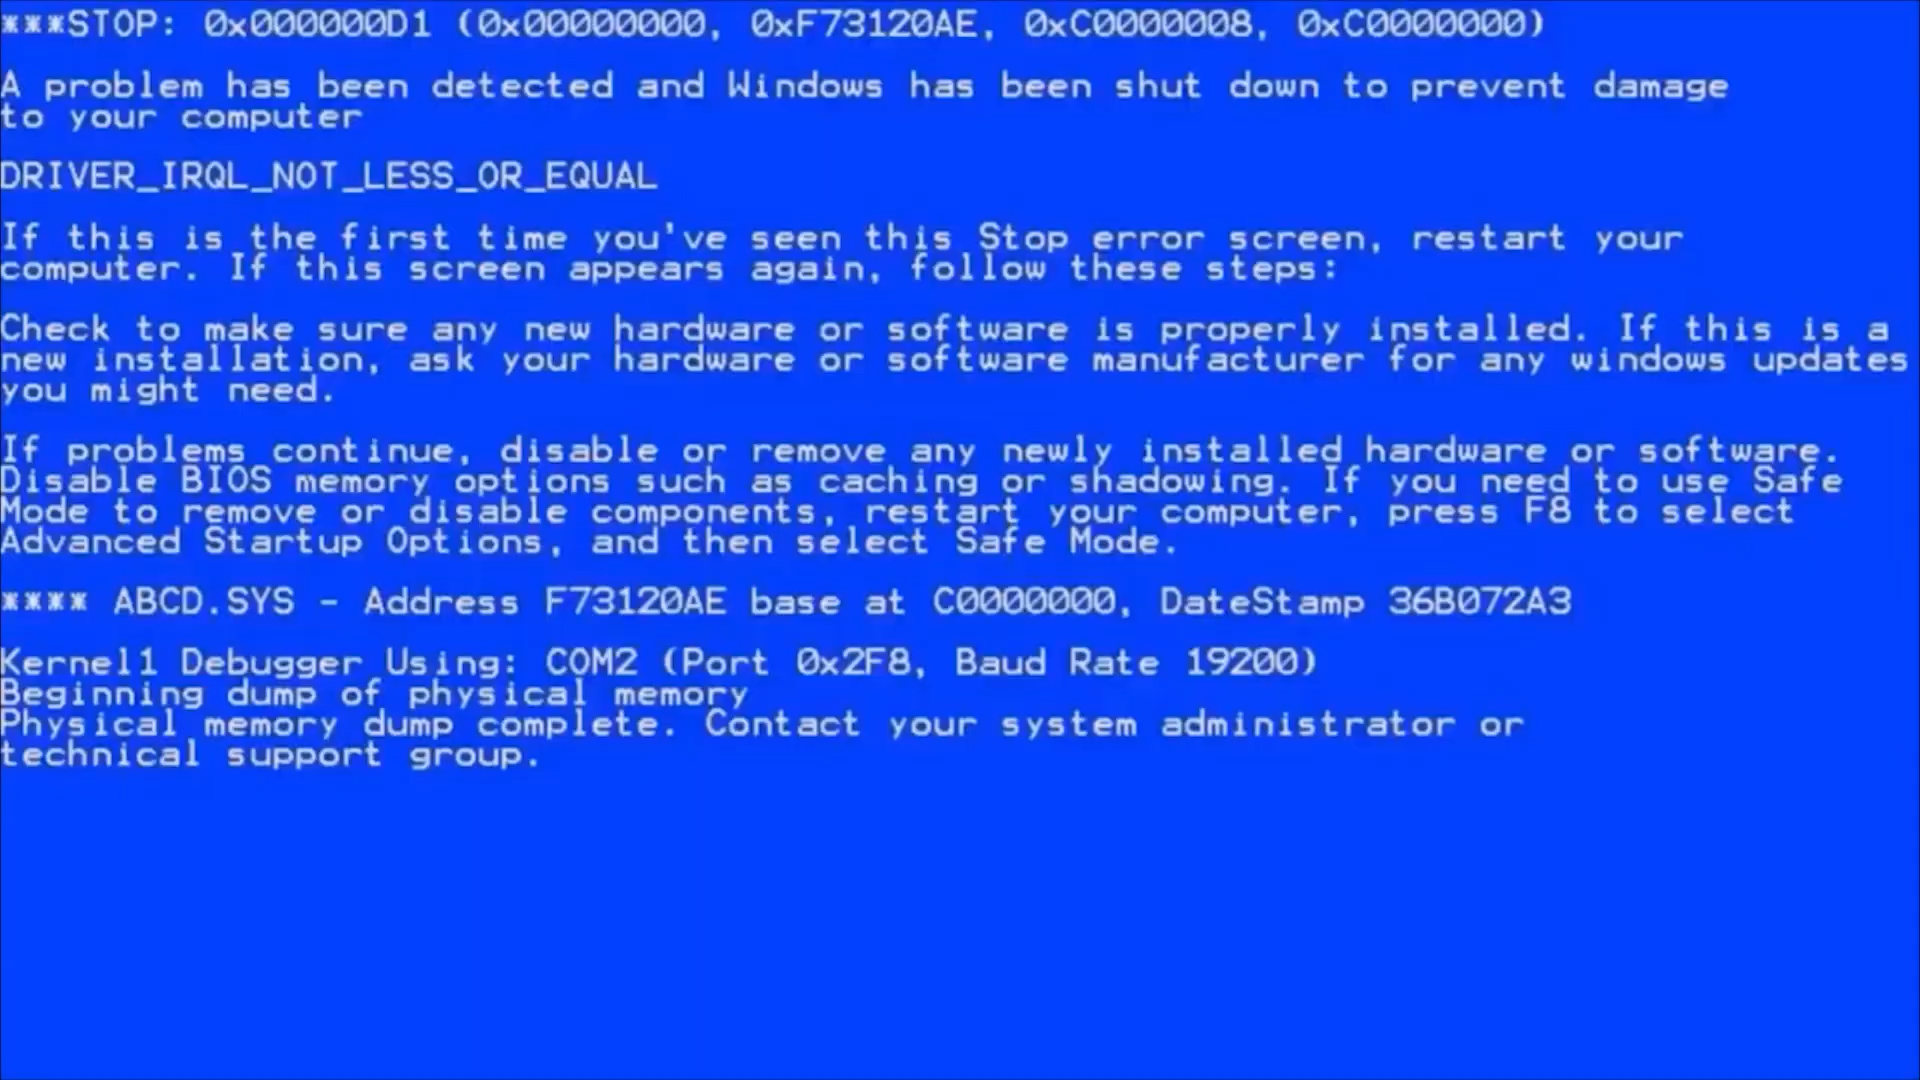 ***STOP: 0x000000D1 (0x00000000, 0xF73120AE, 0xC0000008, 0xC0000000)
A problem has been detected and Windows has been shut down to prevent damage
to your computer
DRIVER_IRQL_NOT_LESS_OR_EQUAL
If this is the first time you've seen this Stop error screen, restart your
computer. If this screen appears again, follow these steps:
Check to make sure any new hardware or software is properly installed. If this is a
new installation, ask your hardware or software manufacturer for any windows updates
you might need.
If problems continue, disable or remove any newly installed hardware or software.
Disable BIOS memory options such as caching or shadowing. If you need to use Safe
Mode to remove or disable components, restart your computer, press F8 to select
Advanced Startup Options, and then select Safe Mode.
**** ABCD.SYS - Address F73120AE base at C0000000, DateStamp 36B072A3
Kernel1 Debugger Using: COM2 (Port 0x2F8, Baud Rate 19200)
Beginning dump of physical memory
Physical memory dump complete. Contact your system administrator or
technical support group.